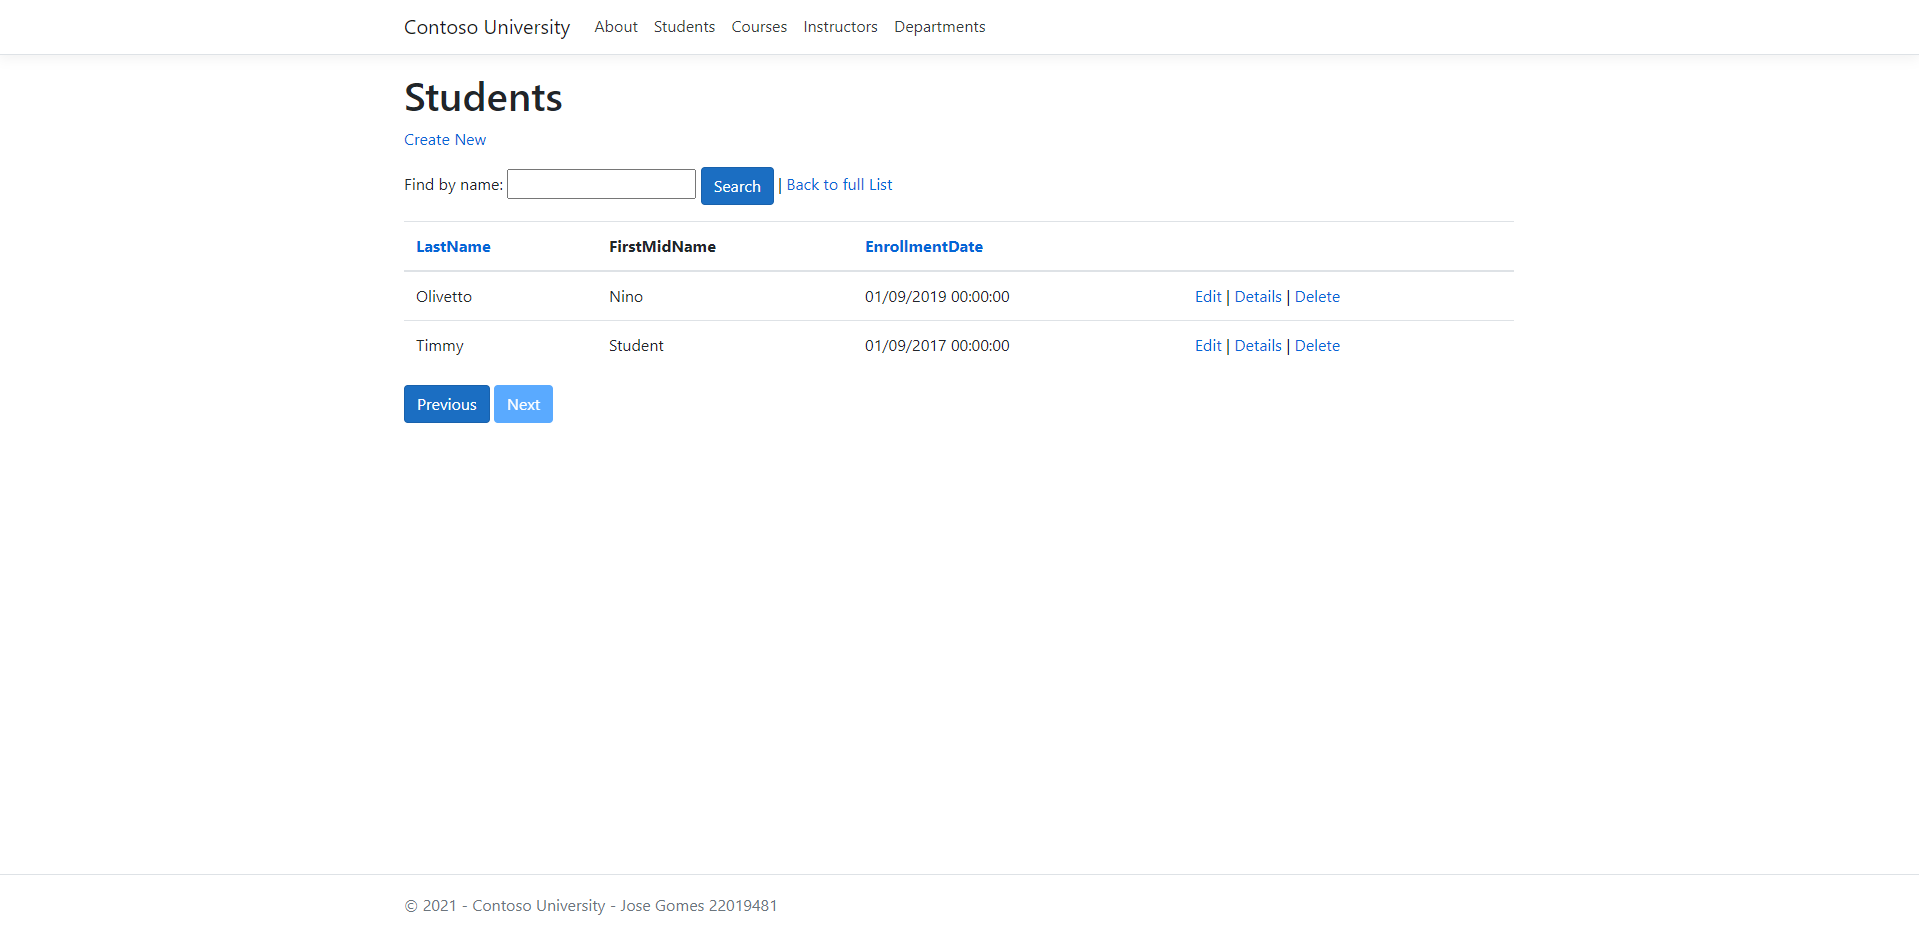 Contoso University About Students Courses Instructors Departments
Students
Create New
Find by name: Search | Back to full List
LastName FirstMidName EnrollmentDate
Olivetto Nino 01/09/2019 00:00:00 Edit | Details | Delete
Timmy Student 01/09/2017 00:00:00 Edit | Details | Delete
Previous Next
© 2021 - Contoso University - Jose Gomes 22019481